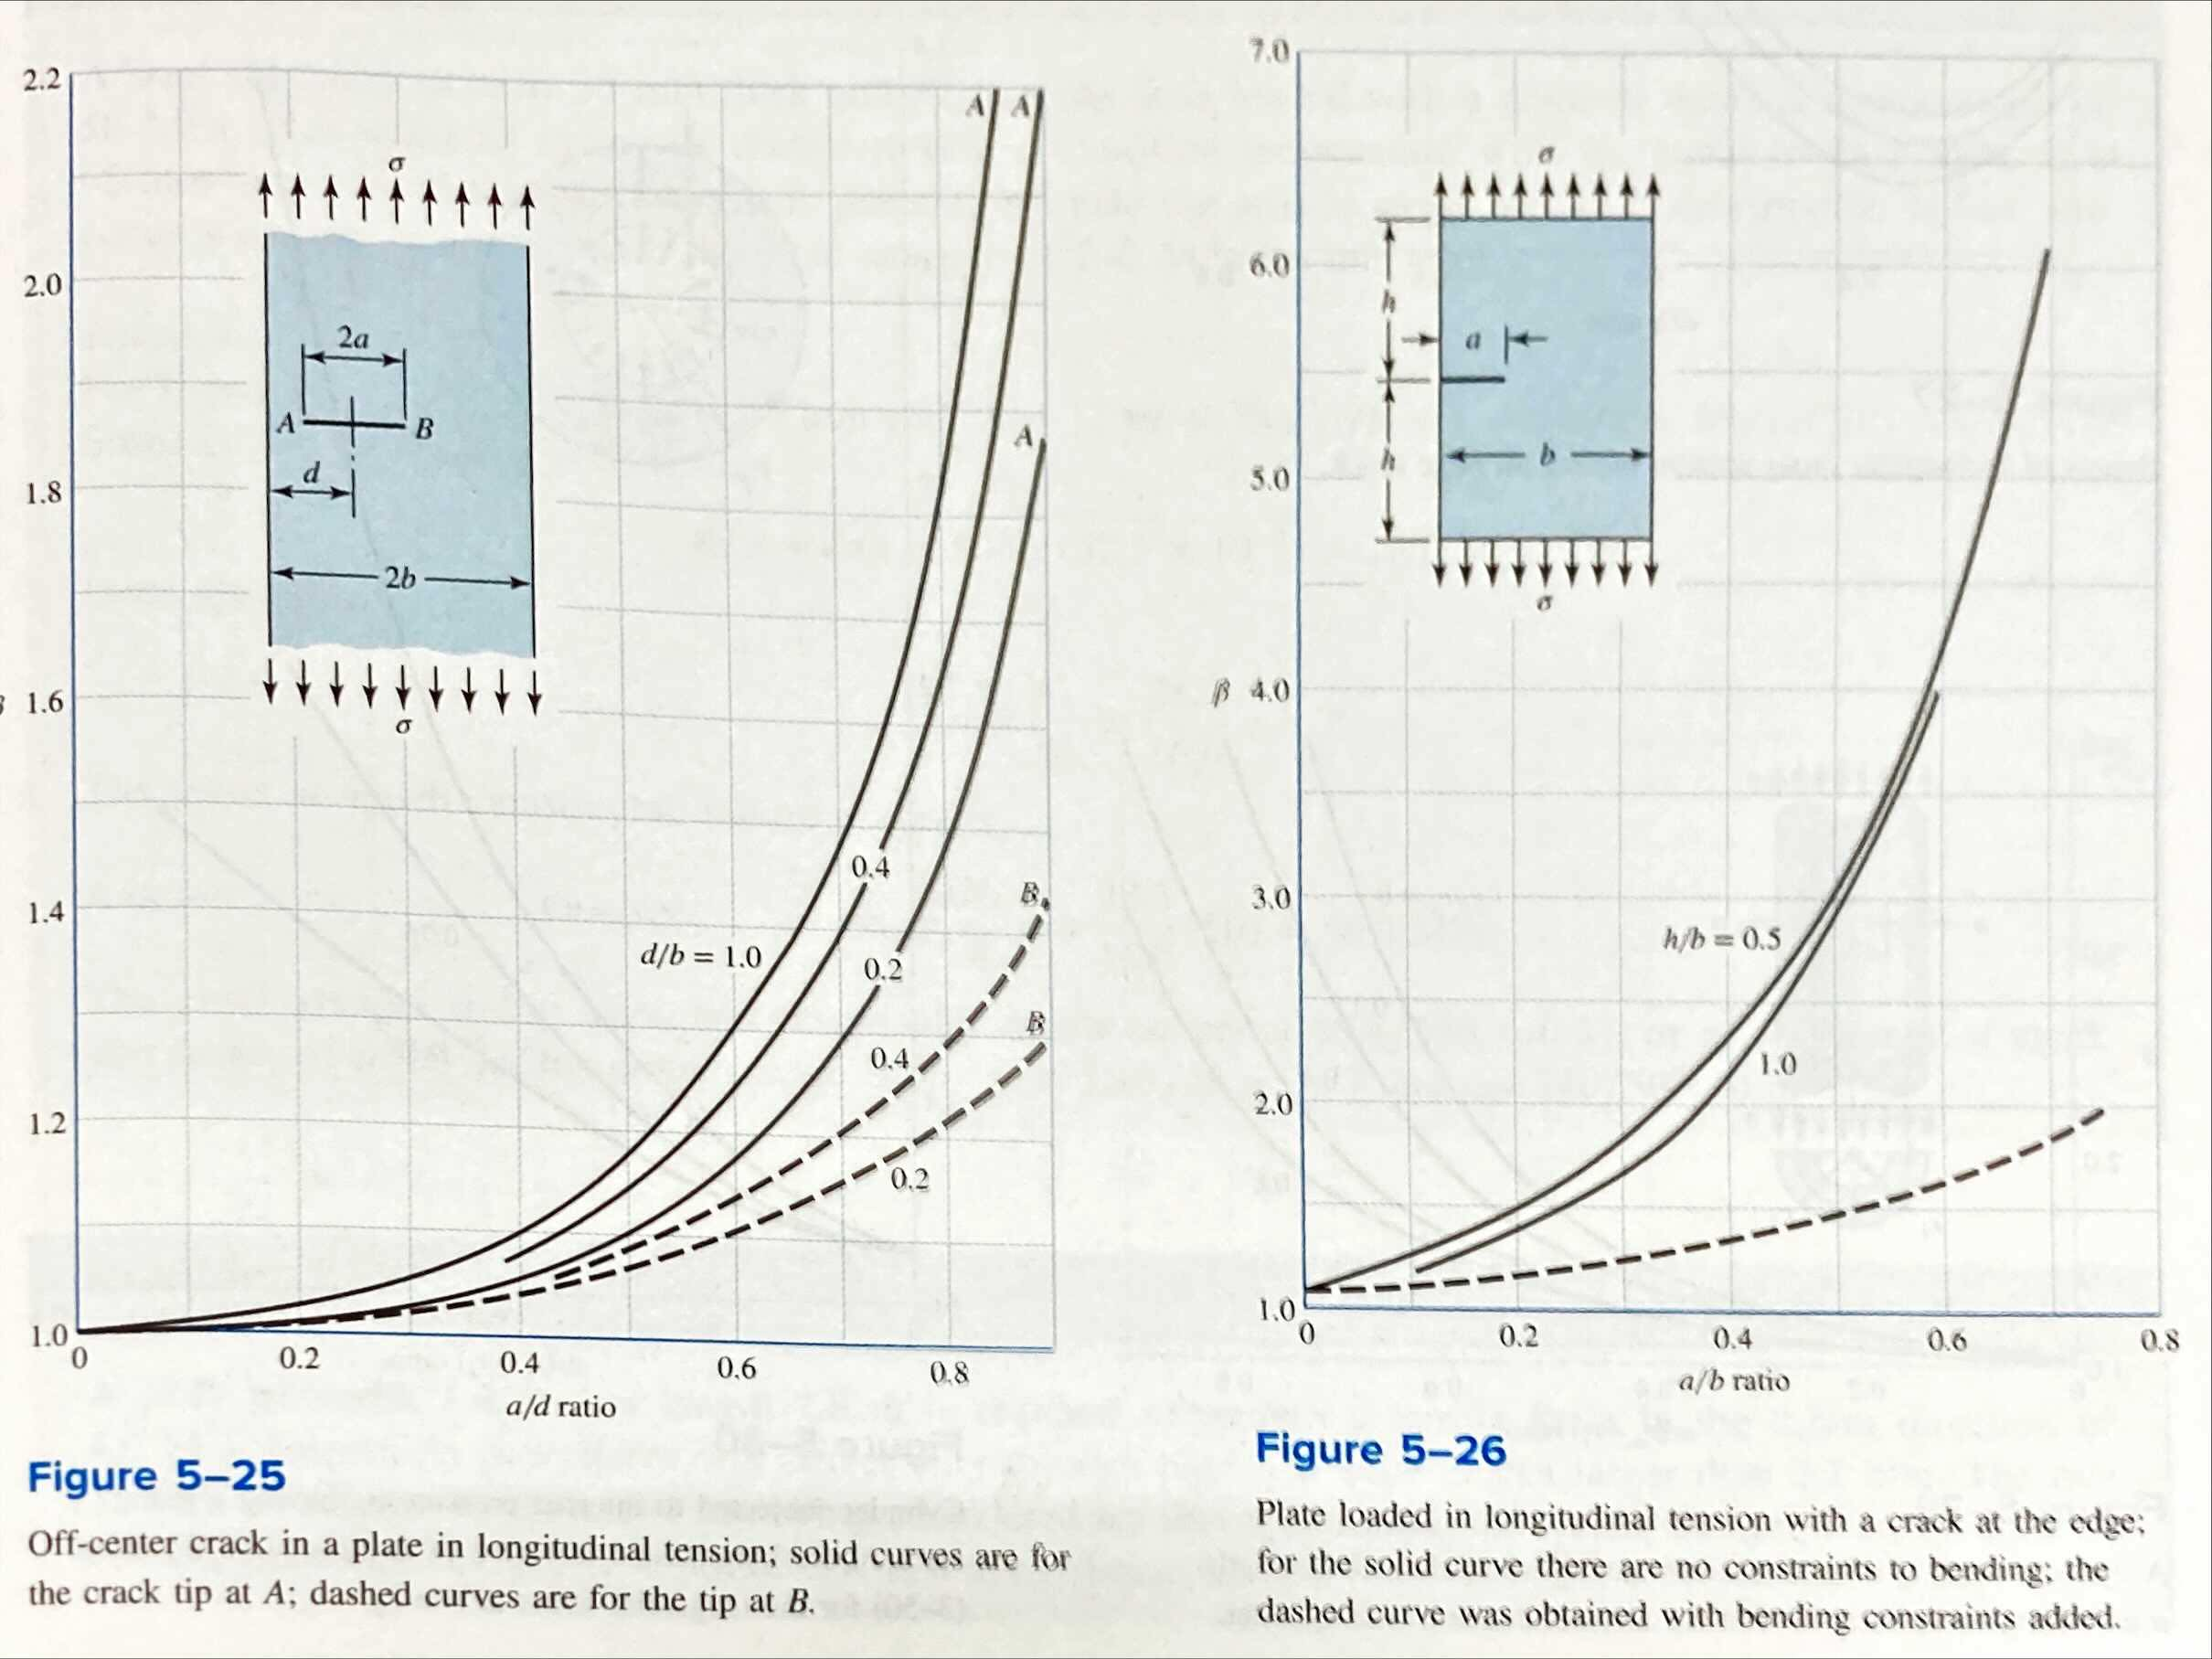 2.2
2.0
1.8
1.6
1.4
1.2
1.0
0
0.2
0.4
0.6
0.8
a/d ratio
σ
2a
A
B
d
2b
σ
A A
A
0.4
d/b = 1.0
0.2
B
0.4
B
0.2
Figure 5–25
Off-center crack in a plate in longitudinal tension; solid curves are for
the crack tip at A; dashed curves are for the tip at B.
7.0
6.0
5.0
β 4.0
3.0
2.0
1.0
0
0.2
0.4
0.6
0.8
a/b ratio
σ
h
a
h
b
σ
h/b = 0.5
1.0
Figure 5–26
Plate loaded in longitudinal tension with a crack at the edge;
for the solid curve there are no constraints to bending; the
dashed curve was obtained with bending constraints added.